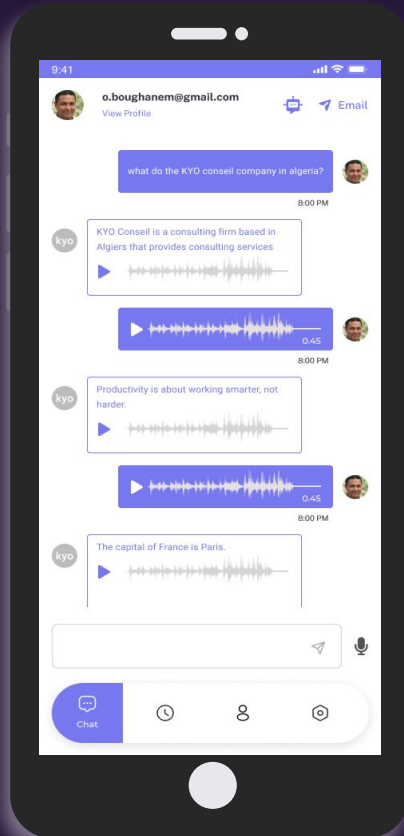 9:41
o.boughanem@gmail.com
View Profile
Email
what do the KYO conseil company in algeria?
8:00 PM
kyo
KYO Conseil is a consulting firm based in
Algiers that provides consulting services
0.45
8:00 PM
kyo
Productivity is about working smarter, not
harder.
0.45
8:00 PM
kyo
The capital of France is Paris.
Chat